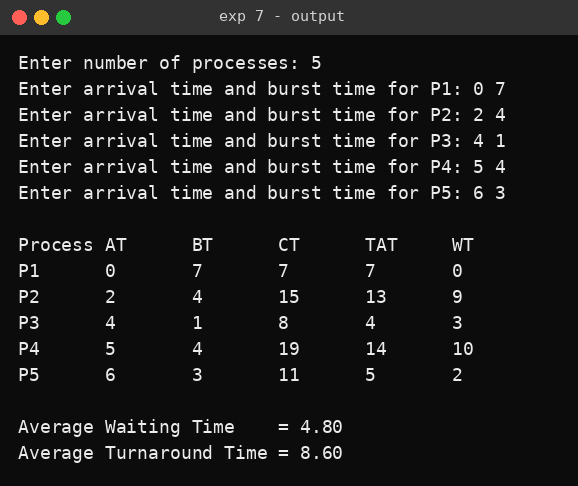 exp 7 - output
Enter number of processes: 5
Enter arrival time and burst time for P1: 0 7
Enter arrival time and burst time for P2: 2 4
Enter arrival time and burst time for P3: 4 1
Enter arrival time and burst time for P4: 5 4
Enter arrival time and burst time for P5: 6 3
Process AT      BT      CT      TAT     WT
P1      0       7       7       7       0
P2      2       4       15      13      9
P3      4       1       8       4       3
P4      5       4       19      14      10
P5      6       3       11      5       2
Average Waiting Time    = 4.80
Average Turnaround Time = 8.60